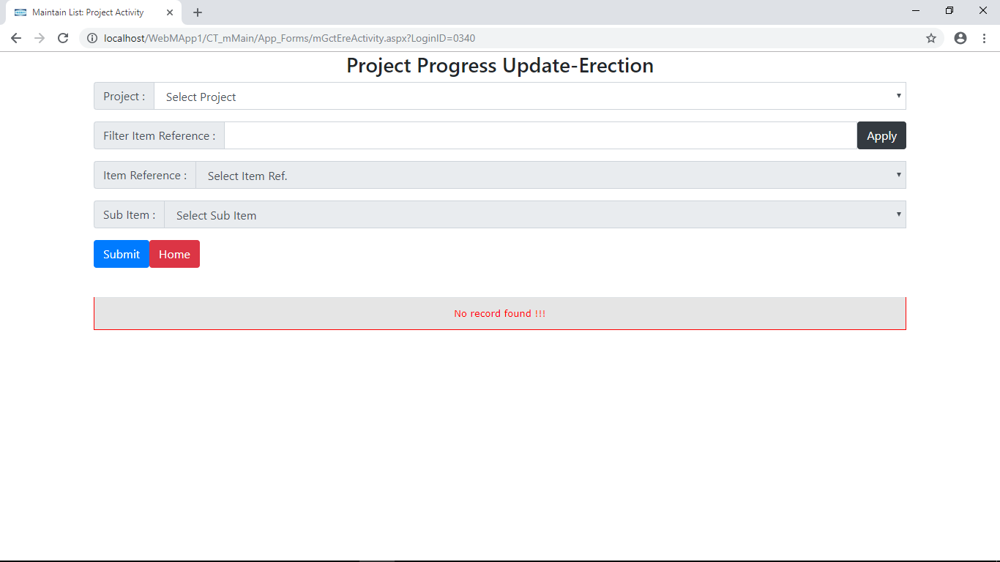 Maintain List: Project Activity
localhost/WebMApp1/CT_mMain/App_Forms/mGctEreActivity.aspx?LoginID=0340
Project Progress Update-Erection
Project : Select Project
Filter Item Reference : Apply
Item Reference : Select Item Ref.
Sub Item : Select Sub Item
Submit Home
No record found !!!